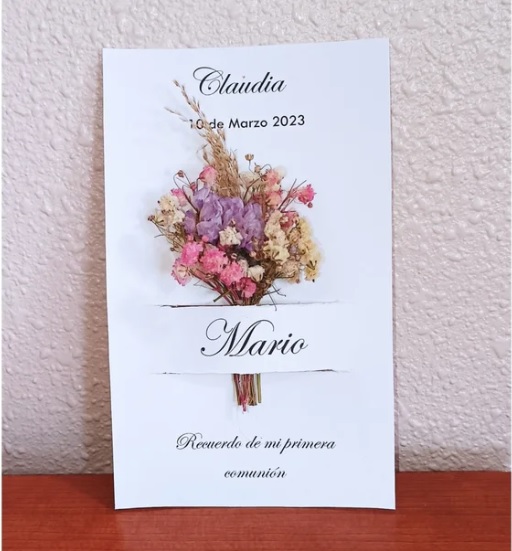 Claudia
10 de Marzo 2023
Mario
Recuerdo de mi primera
comunión